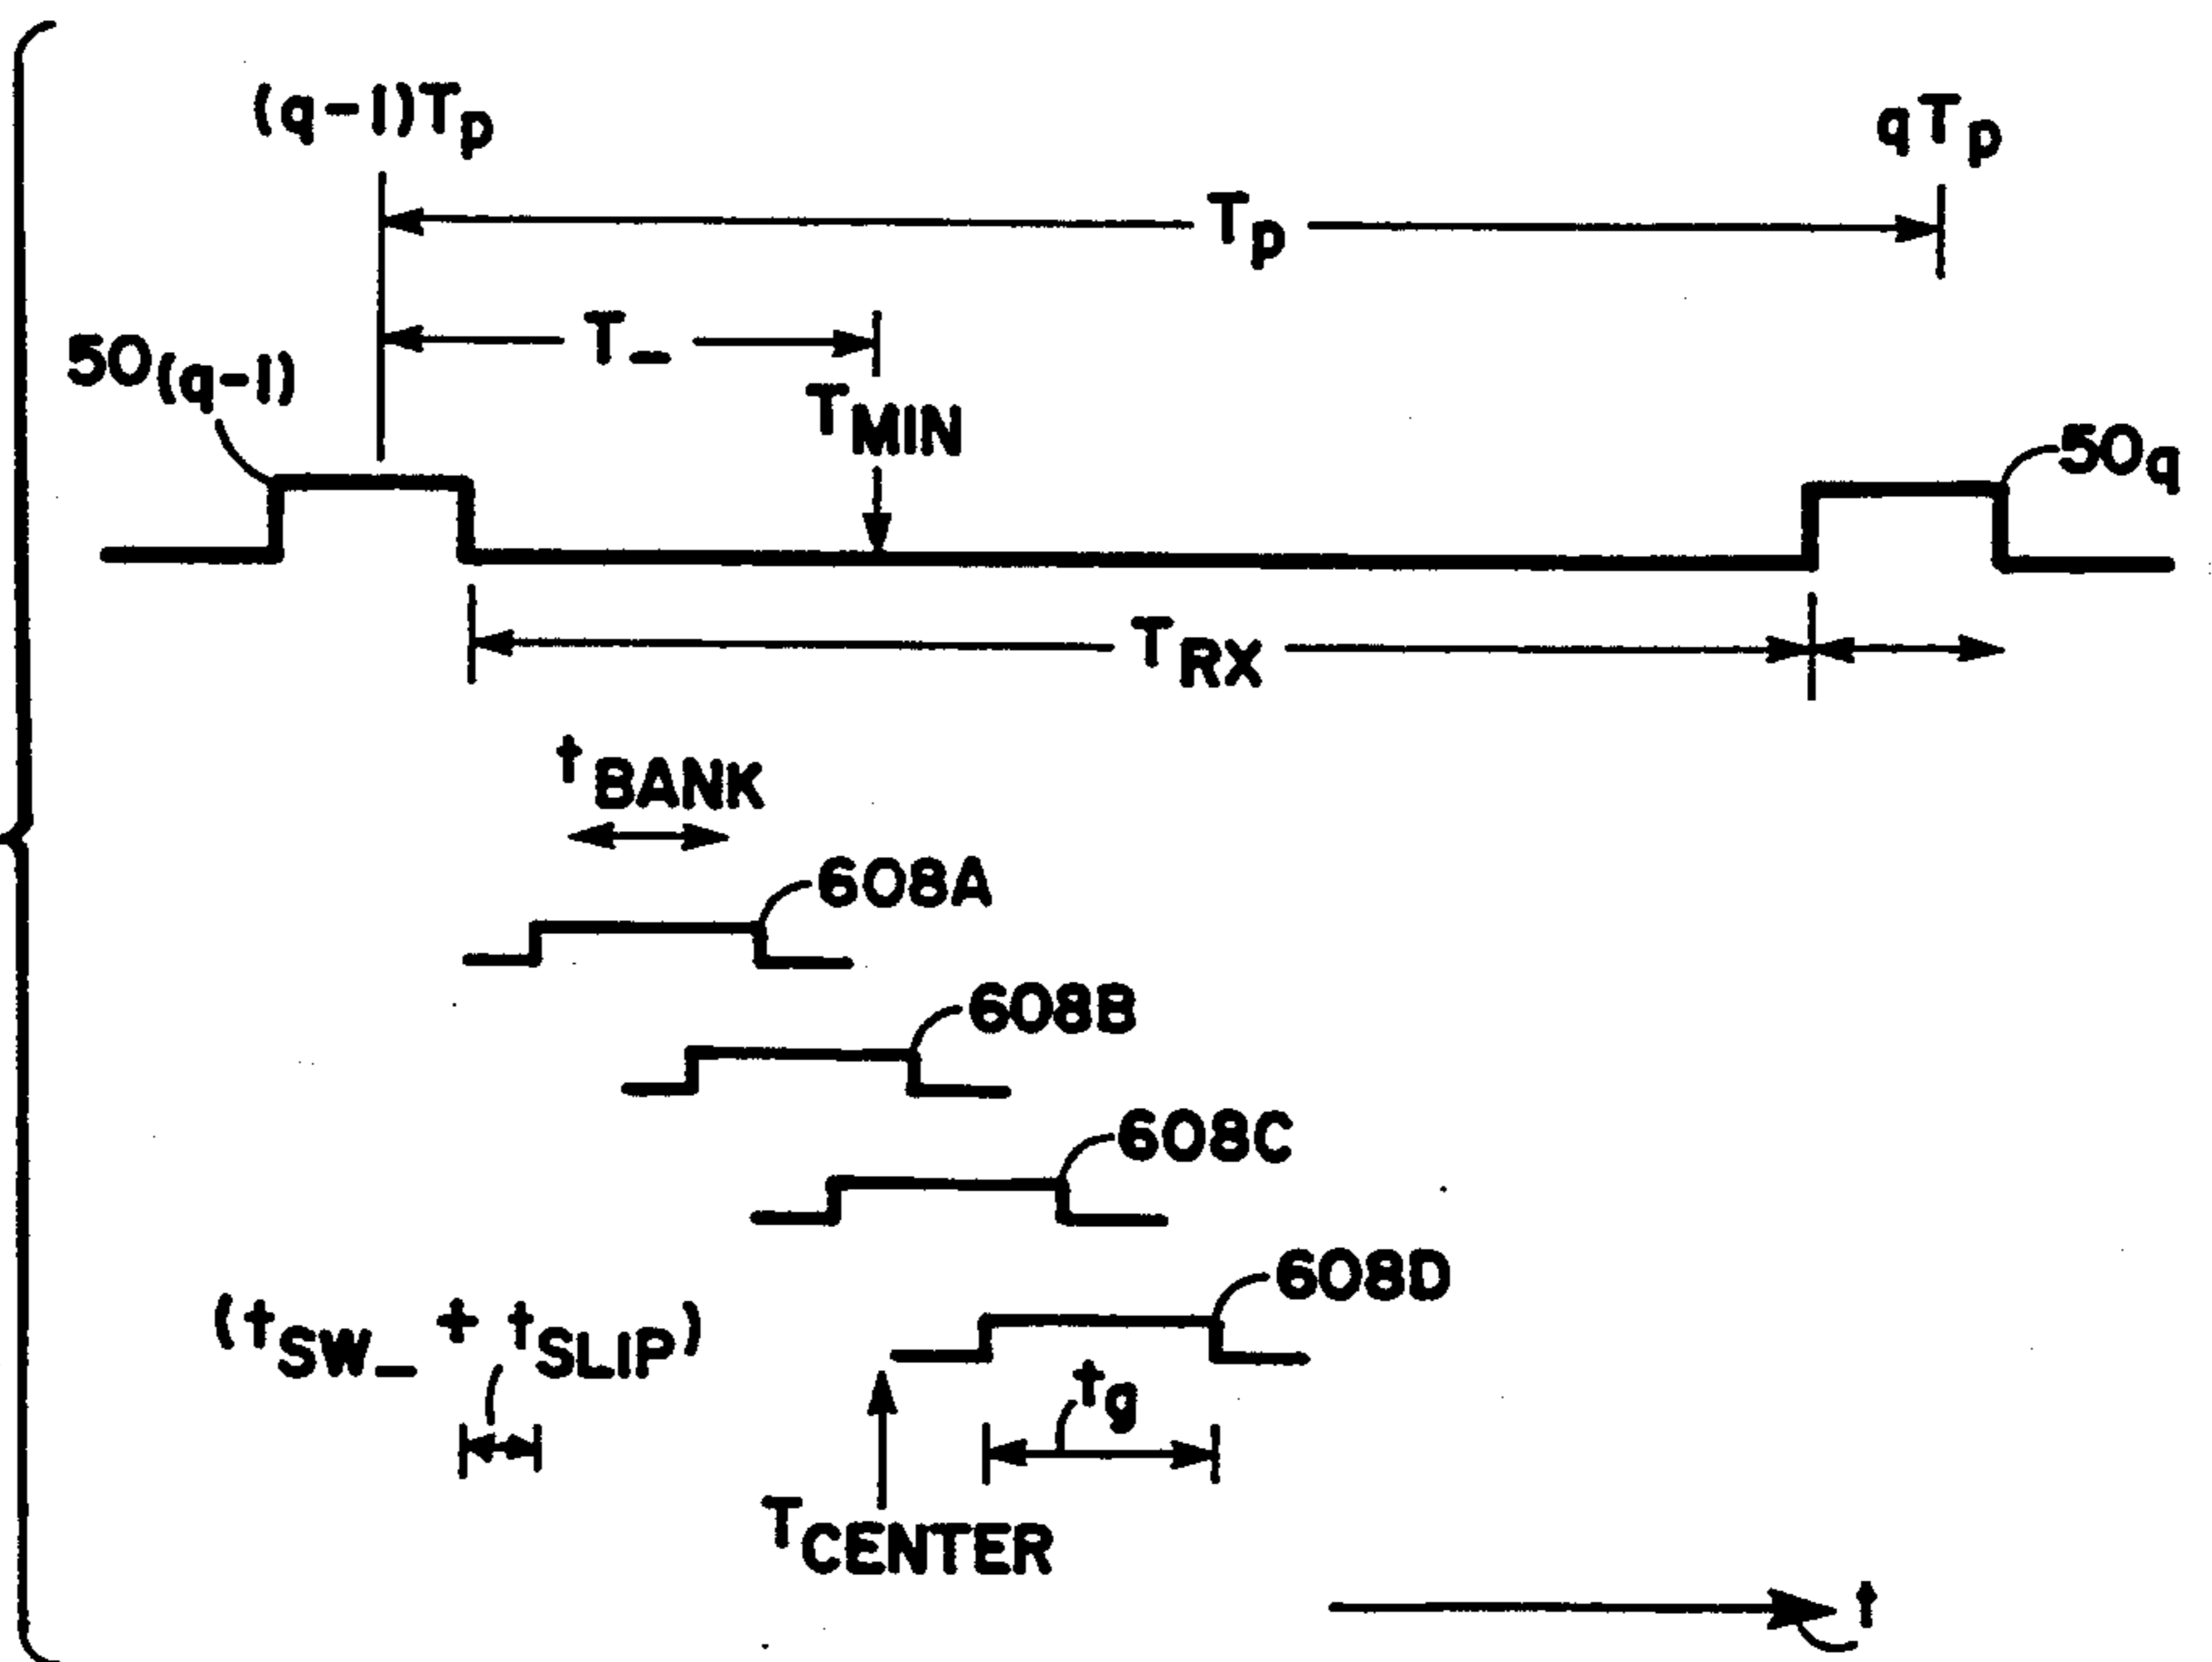 (q-1)Tp
qTp
Tp
T_
50(q-1)
TMIN
50q
TRX
tBANK
608A
608B
608C
608D
(tSW_ + tSLIP)
tg
TCENTER
t